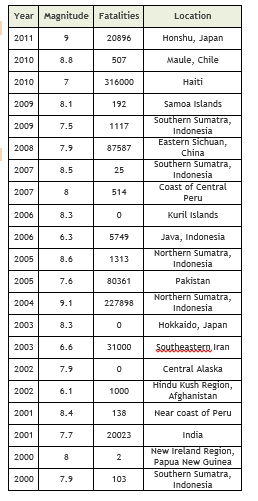 Year Magnitude Fatalities Location
2011 9 20896 Honshu, Japan
2010 8.8 507 Maule, Chile
2010 7 316000 Haiti
2009 8.1 192 Samoa Islands
2009 7.5 1117 Southern Sumatra,
Indonesia
2008 7.9 87587 Eastern Sichuan,
China
2007 8.5 25 Southern Sumatra,
Indonesia
2007 8 514 Coast of Central
Peru
2006 8.3 0 Kuril Islands
2006 6.3 5749 Java, Indonesia
2005 8.6 1313 Northern Sumatra,
Indonesia
2005 7.6 80361 Pakistan
2004 9.1 227898 Northern Sumatra,
Indonesia
2003 8.3 0 Hokkaido, Japan
2003 6.6 31000 Southeastern Iran
2002 7.9 0 Central Alaska
2002 6.1 1000 Hindu Kush Region,
Afghanistan
2001 8.4 138 Near coast of Peru
2001 7.7 20023 India
2000 8 2 New Ireland Region,
Papua New Guinea
2000 7.9 103 Southern Sumatra,
Indonesia